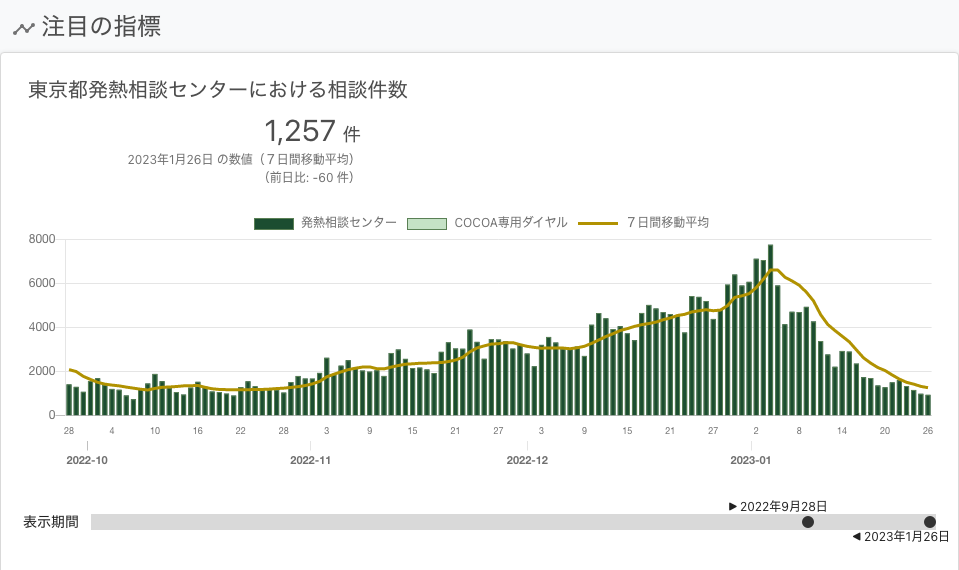 注目の指標
東京都発熱相談センターにおける相談件数
1,257 件
2023年1月26日 の数値（７日間移動平均）
（前日比: -60 件）
発熱相談センター COCOA専用ダイヤル ７日間移動平均
8000
6000
4000
2000
0
28 4 10 16 22 28 3 9 15 21 27 3 9 15 21 27 2 8 14 20 26
2022-10 2022-11 2022-12 2023-01
▶ 2022年9月28日
表示期間
◀ 2023年1月26日